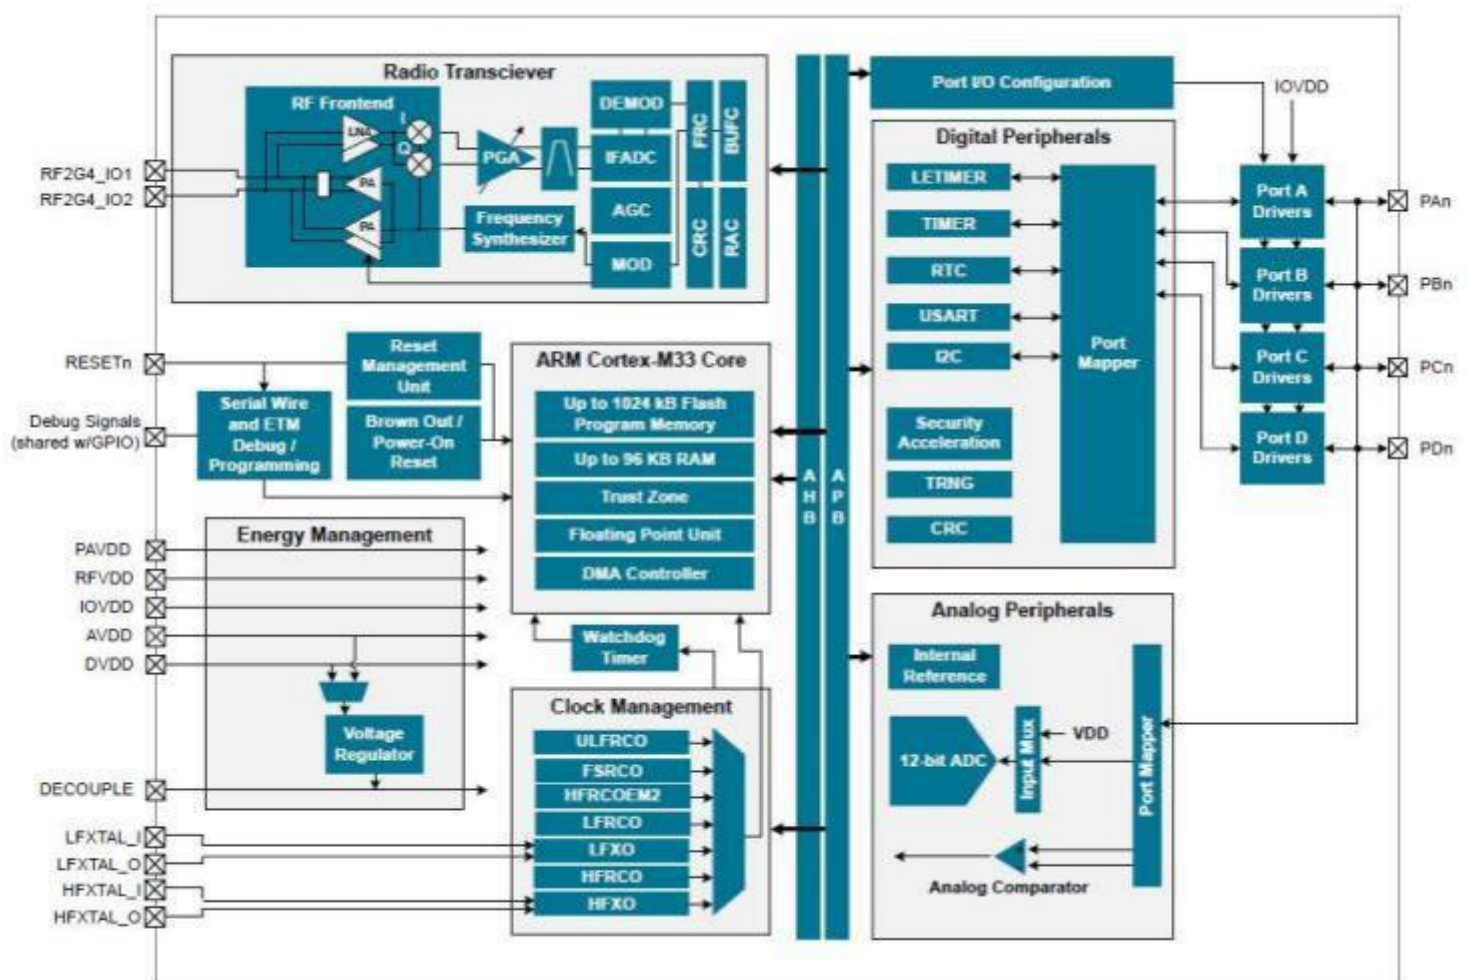 Radio Transciever
RF Frontend
LNA
I
Q
PA
PA
PGA
DEMOD
IFADC
AGC
MOD
Frequency
Synthesizer
FRC
BUFC
CRC
RAC
RF2G4_IO1
RF2G4_IO2
RESETn
Debug Signals
(shared w/GPIO)
Reset
Management
Unit
Serial Wire
and ETM
Debug /
Programming
Brown Out /
Power-On
Reset
ARM Cortex-M33 Core
Up to 1024 kB Flash
Program Memory
Up to 96 KB RAM
Trust Zone
Floating Point Unit
DMA Controller
Energy Management
PAVDD
RFVDD
IOVDD
AVDD
DVDD
Voltage
Regulator
DECOUPLE
LFXTAL_I
LFXTAL_O
HFXTAL_I
HFXTAL_O
Watchdog
Timer
Clock Management
ULFRCO
FSRCO
HFRCOEM2
LFRCO
LFXO
HFRCO
HFXO
AHB
APB
Port I/O Configuration
IOVDD
Digital Peripherals
LETIMER
TIMER
RTC
USART
I2C
Port
Mapper
Security
Acceleration
TRNG
CRC
Port A
Drivers
Port B
Drivers
Port C
Drivers
Port D
Drivers
PAn
PBn
PCn
PDn
Analog Peripherals
Internal
Reference
12-bit ADC
Input Mux
VDD
Port Mapper
Analog Comparator